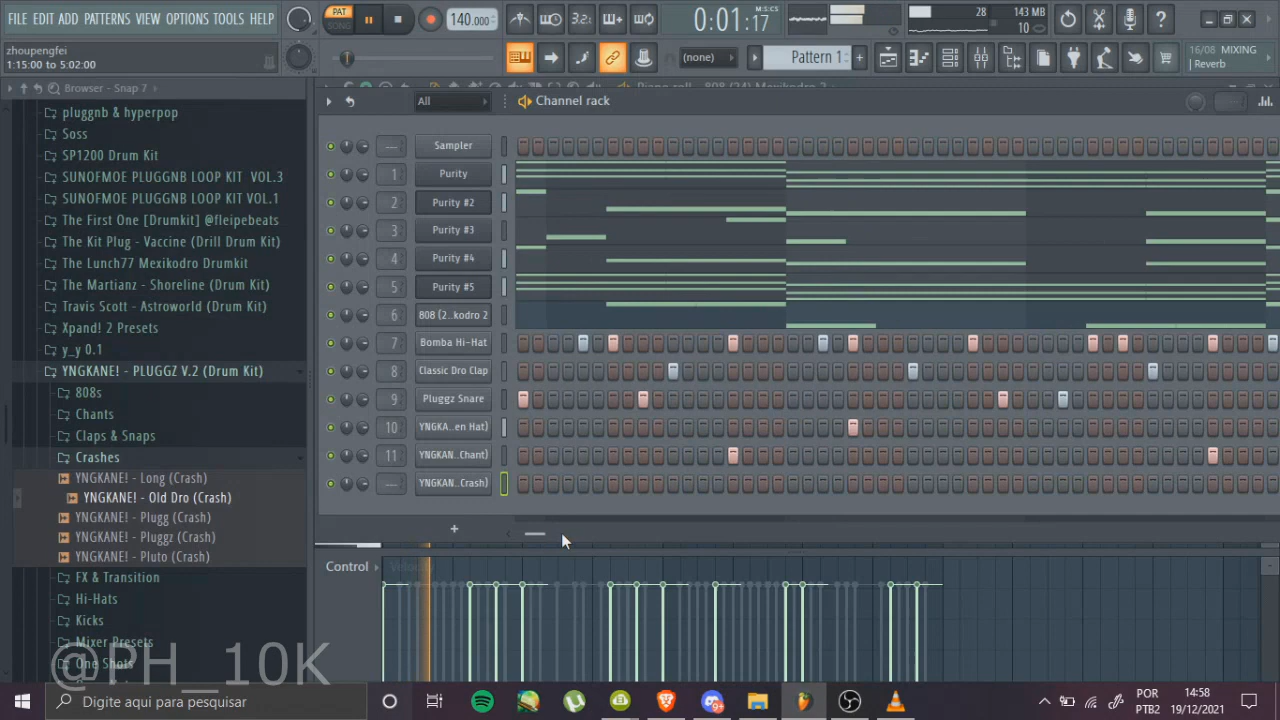 FILE EDIT ADD PATTERNS VIEW OPTIONS TOOLS HELP
PAT
SONG
140.000
3.2
0:01:17
M:S:CS
28
143 MB
10
zhoupengfei
1:15:00 to 5:02:00
(none)
Pattern 1
16/08 MIXING
| Reverb
Browser - Snap 7
pluggnb & hyperpop
Soss
SP1200 Drum Kit
SUNOFMOE PLUGGNB LOOP KIT VOL.3
SUNOFMOE PLUGGNB LOOP KIT VOL.1
The First One [Drumkit] @fleipebeats
The Kit Plug - Vaccine (Drill Drum Kit)
The Lunch77 Mexikodro Drumkit
The Martianz - Shoreline (Drum Kit)
Travis Scott - Astroworld (Drum Kit)
Xpand! 2 Presets
y_y 0.1
YNGKANE! - PLUGGZ V.2 (Drum Kit)
808s
Chants
Claps & Snaps
Crashes
YNGKANE! - Long (Crash)
YNGKANE! - Old Dro (Crash)
YNGKANE! - Plugg (Crash)
YNGKANE! - Pluggz (Crash)
YNGKANE! - Pluto (Crash)
FX & Transition
Hi-Hats
Kicks
Mixer Presets
One Shots
@PH_10K
All
Channel rack
--- Sampler
1 Purity
2 Purity #2
3 Purity #3
4 Purity #4
5 Purity #5
6 808 (2...kodro 2
7 Bomba Hi-Hat
8 Classic Dro Clap
9 Pluggz Snare
10 YNGKA...en Hat)
11 YNGKAN...Chant)
--- YNGKAN...Crash)
+
Control
Velocity
Digite aqui para pesquisar
POR
PTB2
14:58
19/12/2021